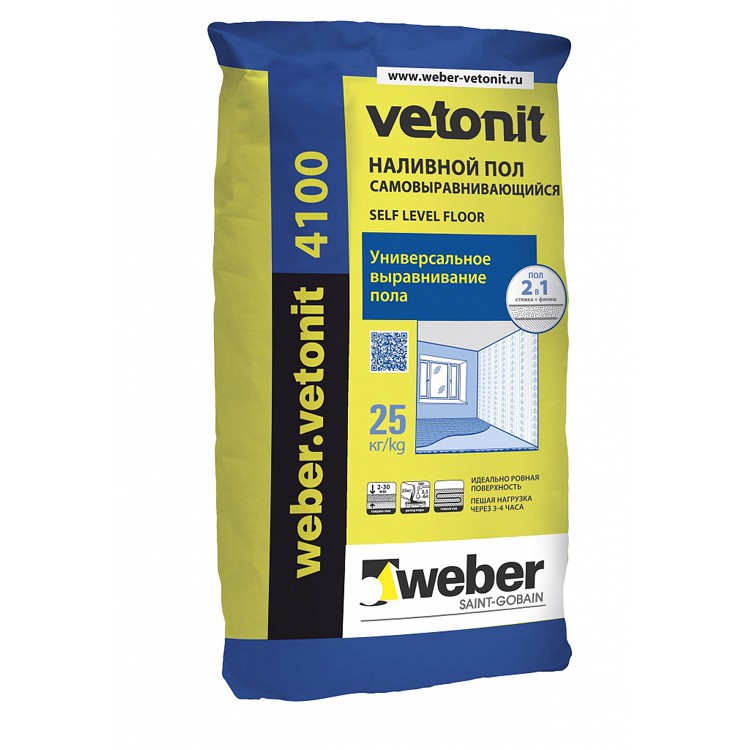 www.weber-vetonit.ru
vetonit
НАЛИВНОЙ ПОЛ
САМОВЫРАВНИВАЮЩИЙСЯ
SELF LEVEL FLOOR
Универсальное
выравнивание
пола
ПОЛ
2 в 1
стяжка + финиш
25
кг/kg
2-30
ИДЕАЛЬНО РОВНАЯ
ПОВЕРХНОСТЬ
ПЕШАЯ НАГРУЗКА
ЧЕРЕЗ 3-4 ЧАСА
weber
SAINT-GOBAIN
weber.vetonit 4100